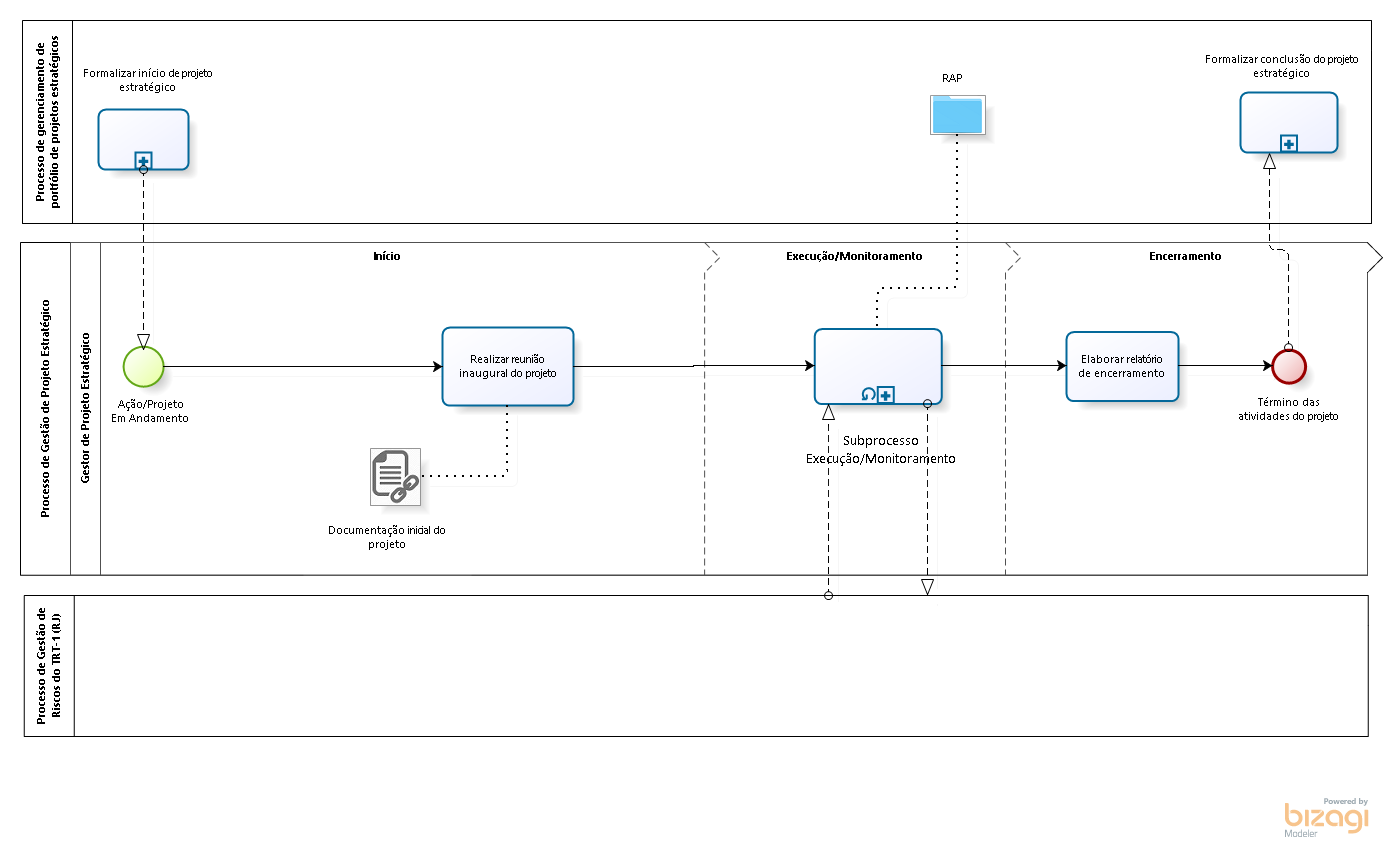 Processo de gerenciamento de
portfólio de projetos estratégicos
Formalizar início de projeto
estratégico
RAP
Formalizar conclusão do projeto
estratégico
Processo de Gestão de Projeto Estratégico
Gestor de Projeto Estratégico
Início
Execução/Monitoramento
Encerramento
Ação/Projeto
Em Andamento
Realizar reunião
inaugural do projeto
Documentação inicial do
projeto
Subprocesso
Execução/Monitoramento
Elaborar relatório
de encerramento
Término das
atividades do projeto
Processo de Gestão de
Riscos do TRT-1 (RJ)
Powered by
bizagi
Modeler